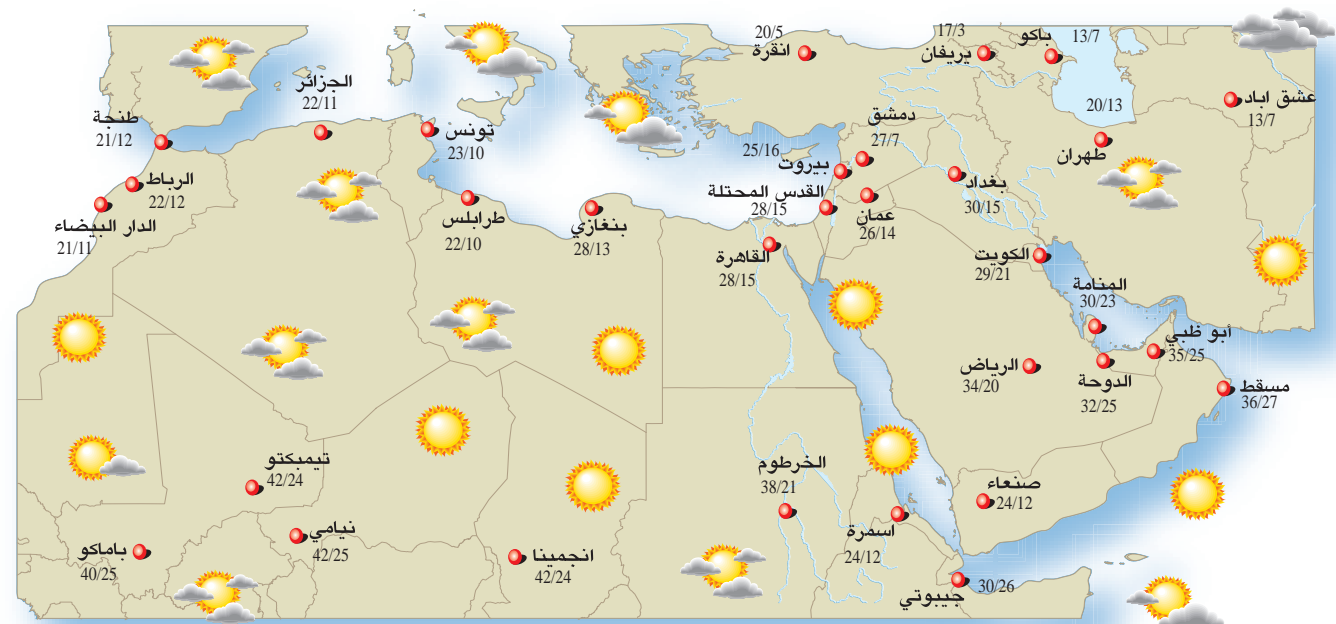 20/5
انقرة
17/3
يريفان
باكو
13/7
عشق اباد
13/7
20/13
طهران
الجزائر
22/11
طنجة
21/12
تونس
23/10
دمشق
27/7
25/16
بيروت
الرباط
22/12
الدار البيضاء
21/11
طرابلس
22/10
بنغازي
28/13
القدس المحتلة
28/15
عمان
26/14
بغداد
30/15
القاهرة
28/15
الكويت
29/21
المنامة
30/23
أبو ظبي
35/25
الرياض
34/20
الدوحة
32/25
مسقط
36/27
تيمبكتو
42/24
الخرطوم
38/21
صنعاء
24/12
نيامي
42/25
باماكو
40/25
انجمينا
42/24
اسمرة
24/12
جيبوتي
30/26